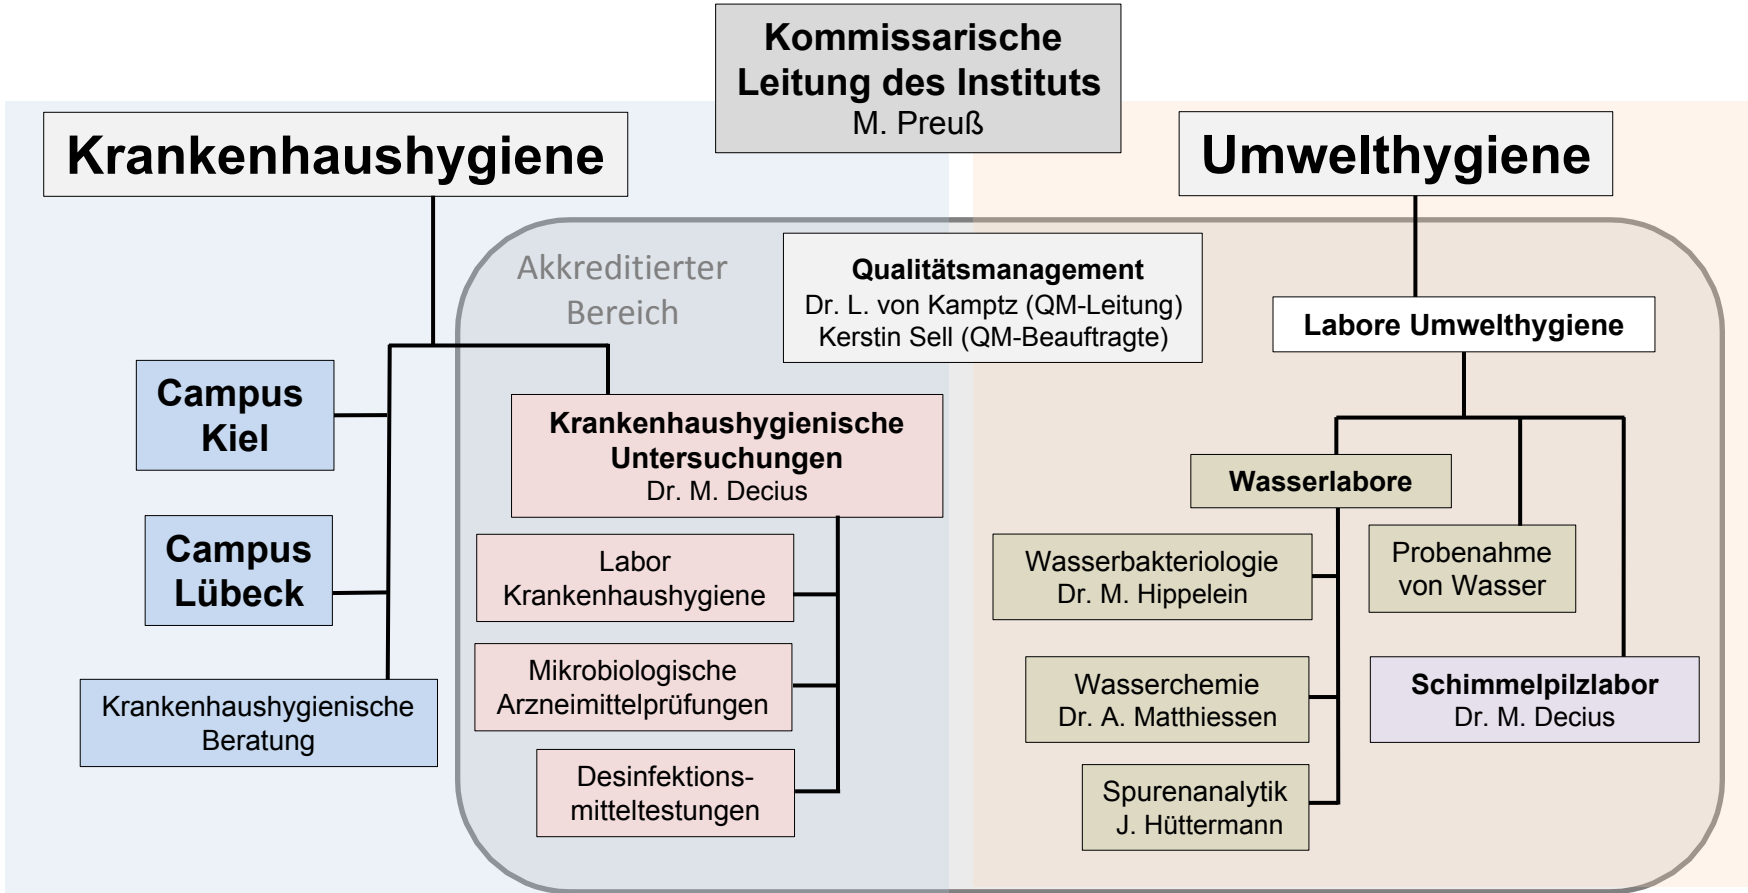 Kommissarische
Leitung des Instituts
M. Preuß
Krankenhaushygiene
Umwelthygiene
Akkreditierter
Bereich
Qualitätsmanagement
Dr. L. von Kamptz (QM-Leitung)
Kerstin Sell (QM-Beauftragte)
Labore Umwelthygiene
Campus
Kiel
Campus
Lübeck
Krankenhaushygienische
Beratung
Krankenhaushygienische
Untersuchungen
Dr. M. Decius
Labor
Krankenhaushygiene
Mikrobiologische
Arzneimittelprüfungen
Desinfektions-
mitteltestungen
Wasserlabore
Wasserbakteriologie
Dr. M. Hippelein
Wasserchemie
Dr. A. Matthiessen
Spurenanalytik
J. Hüttermann
Probenahme
von Wasser
Schimmelpilzlabor
Dr. M. Decius